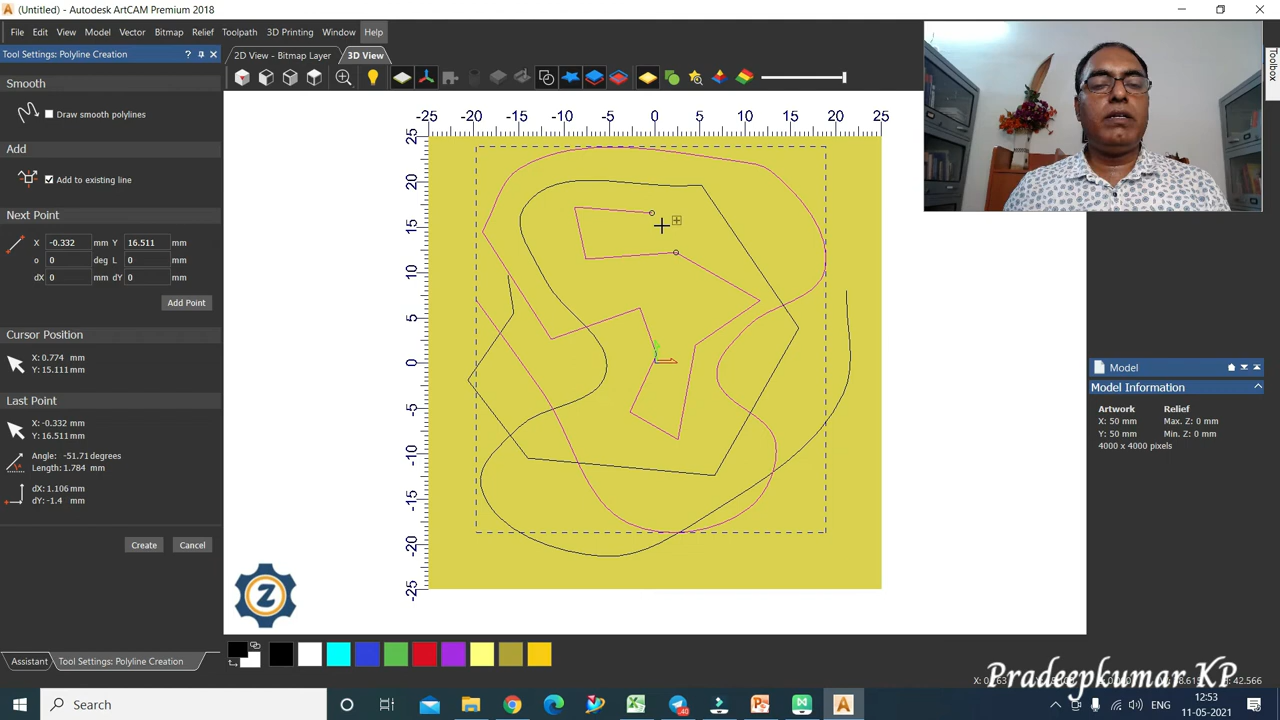 (Untitled) - Autodesk ArtCAM Premium 2018
File Edit View Model Vector Bitmap Relief Toolpath 3D Printing Window Help
Tool Settings: Polyline Creation
2D View - Bitmap Layer 3D View
Toolbox
Smooth
Draw smooth polylines
Add
Add to existing line
Next Point
X -0.332 mm Y 16.511 mm
o 0 deg L 0
dX 0 mm dY 0
Add Point
Cursor Position
X: 0.774 mm
Y: 15.111 mm
Last Point
X: -0.332 mm
Y: 16.511 mm
Angle: -51.71 degrees
Length: 1.784 mm
dX: 1.106 mm
dY: -1.4 mm
Create Cancel
-25 -20 -15 -10 -5 0 5 10 15 20 25
25
20
15
10
5
0
-5
-10
-15
-20
-25
Model
Model Information
Artwork Relief
X: 50 mm Max. Z: 0 mm
Y: 50 mm Min. Z: 0 mm
4000 x 4000 pixels
Z
Assistant Tool Settings: Polyline Creation
Pradeepkumar KP
42.566
Search
40
ENG
12:53
11-05-2021